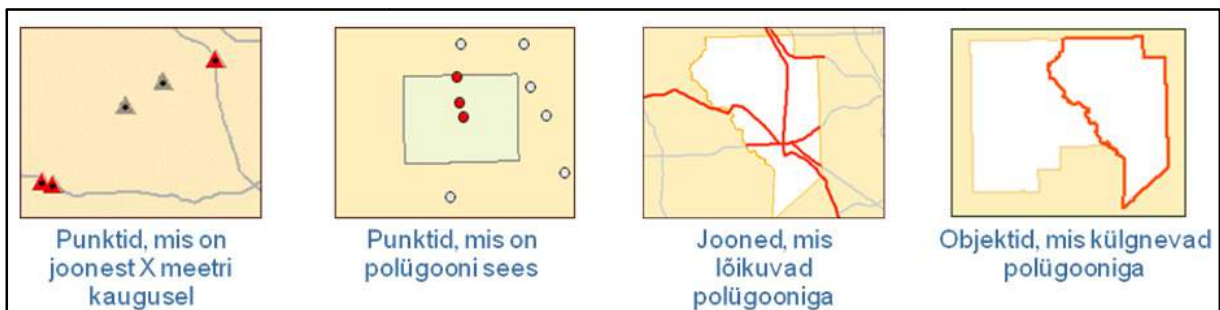 Punktid, mis on
joonest X meetri
kaugusel
Punktid, mis on
polügooni sees
Jooned, mis
lõikuvad
polügooniga
Objektid, mis külgnevad
polügooniga